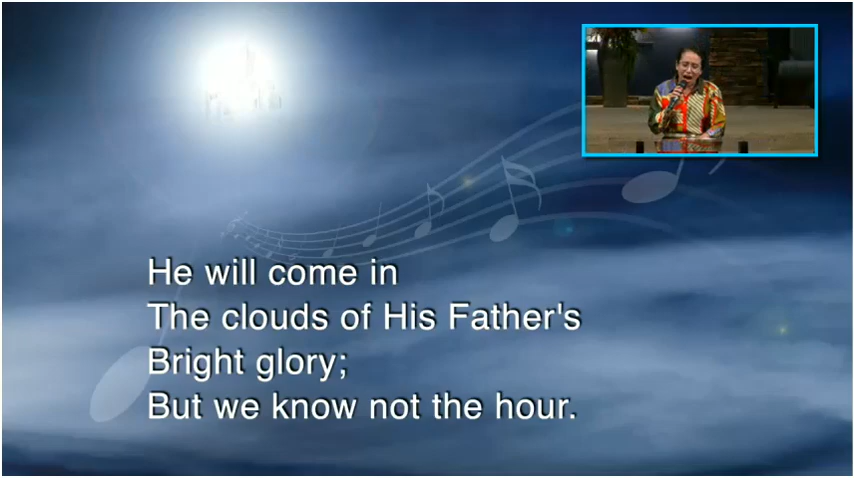 He will come in
The clouds of His Father's
Bright glory;
But we know not the hour.